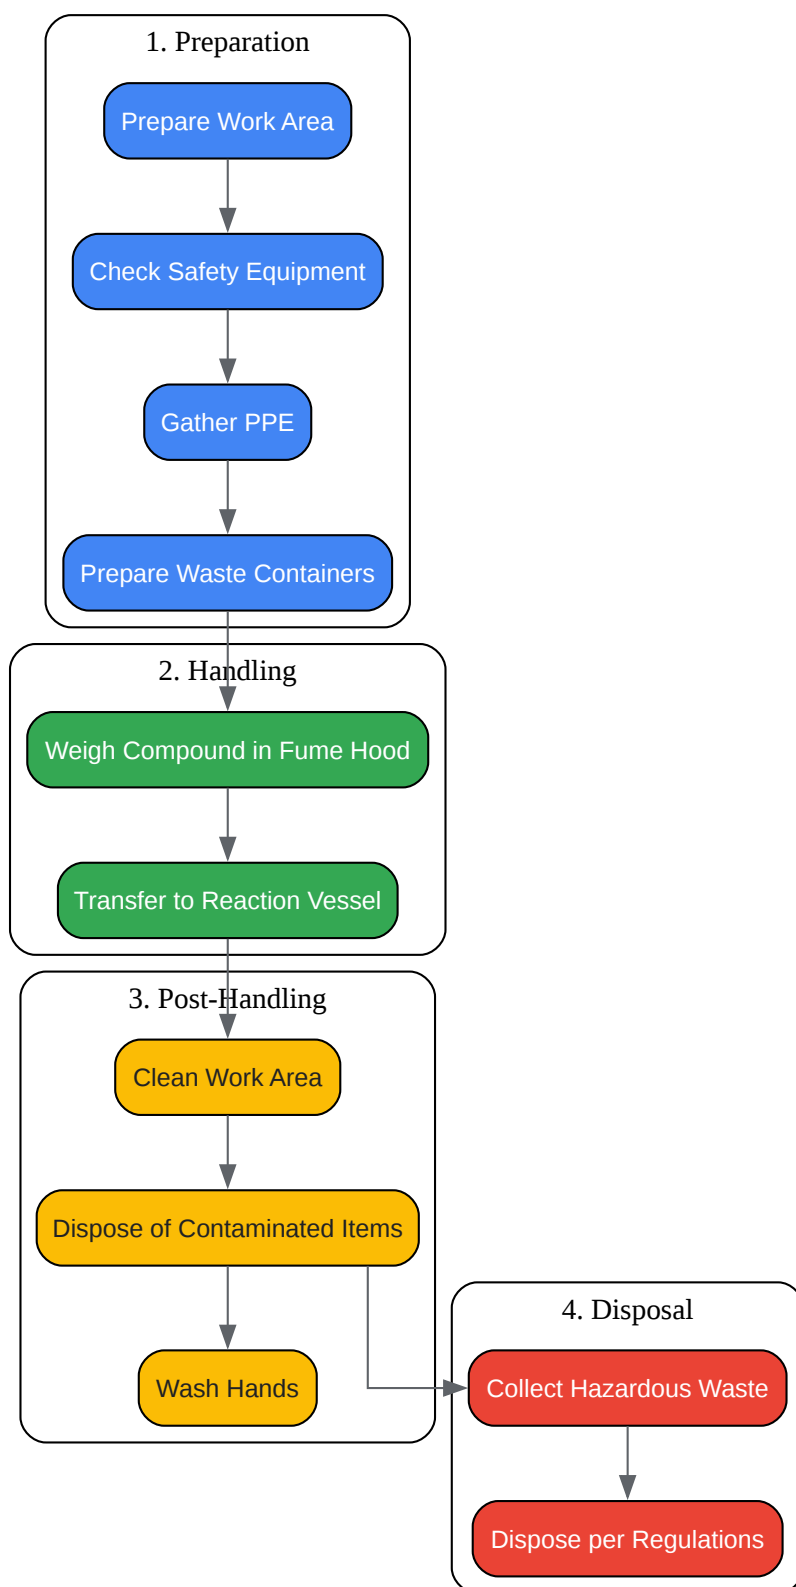 1. Preparation
Prepare Work Area
Check Safety Equipment
Gather PPE
Prepare Waste Containers
2. Handling
Weigh Compound in Fume Hood
Transfer to Reaction Vessel
3. Post-Handling
Clean Work Area
Dispose of Contaminated Items
Wash Hands
4. Disposal
Collect Hazardous Waste
Dispose per Regulations